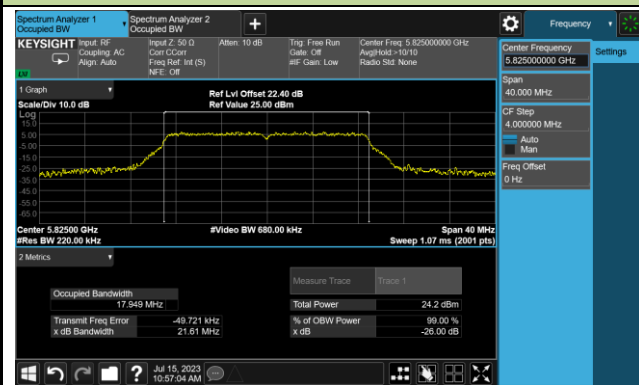 Spectrum Analyzer 1
Occupied BW
Spectrum Analyzer 2
Occupied BW
+
Frequency
KEYSIGHT
Input: RF
Coupling: AC
Align: Auto
Input Z: 50 Ω
Corr CCorr
Freq Ref: Int (S)
NFE: Off
Atten: 10 dB
Trig: Free Run
Gate: Off
#IF Gain: Low
Center Freq: 5.825000000 GHz
Avg|Hold:>10/10
Radio Std: None
Center Frequency
5.825000000 GHz
Settings
Span
40.000 MHz
CF Step
4.000000 MHz
Auto
Man
Freq Offset
0 Hz
1 Graph
Scale/Div 10.0 dB
Ref Lvl Offset 22.40 dB
Ref Value 25.00 dBm
Log
15.0
5.00
-5.00
-15.0
-25.0
-35.0
-45.0
-55.0
-65.0
Center 5.82500 GHz
#Video BW 680.00 kHz
Span 40 MHz
#Res BW 220.00 kHz
Sweep 1.07 ms (2001 pts)
2 Metrics
Measure Trace
Trace 1
Occupied Bandwidth
17.949 MHz
Total Power
24.2 dBm
Transmit Freq Error
-49.721 kHz
% of OBW Power
99.00 %
x dB Bandwidth
21.61 MHz
x dB
-26.00 dB
?
Jul 15, 2023
10:57:04 AM